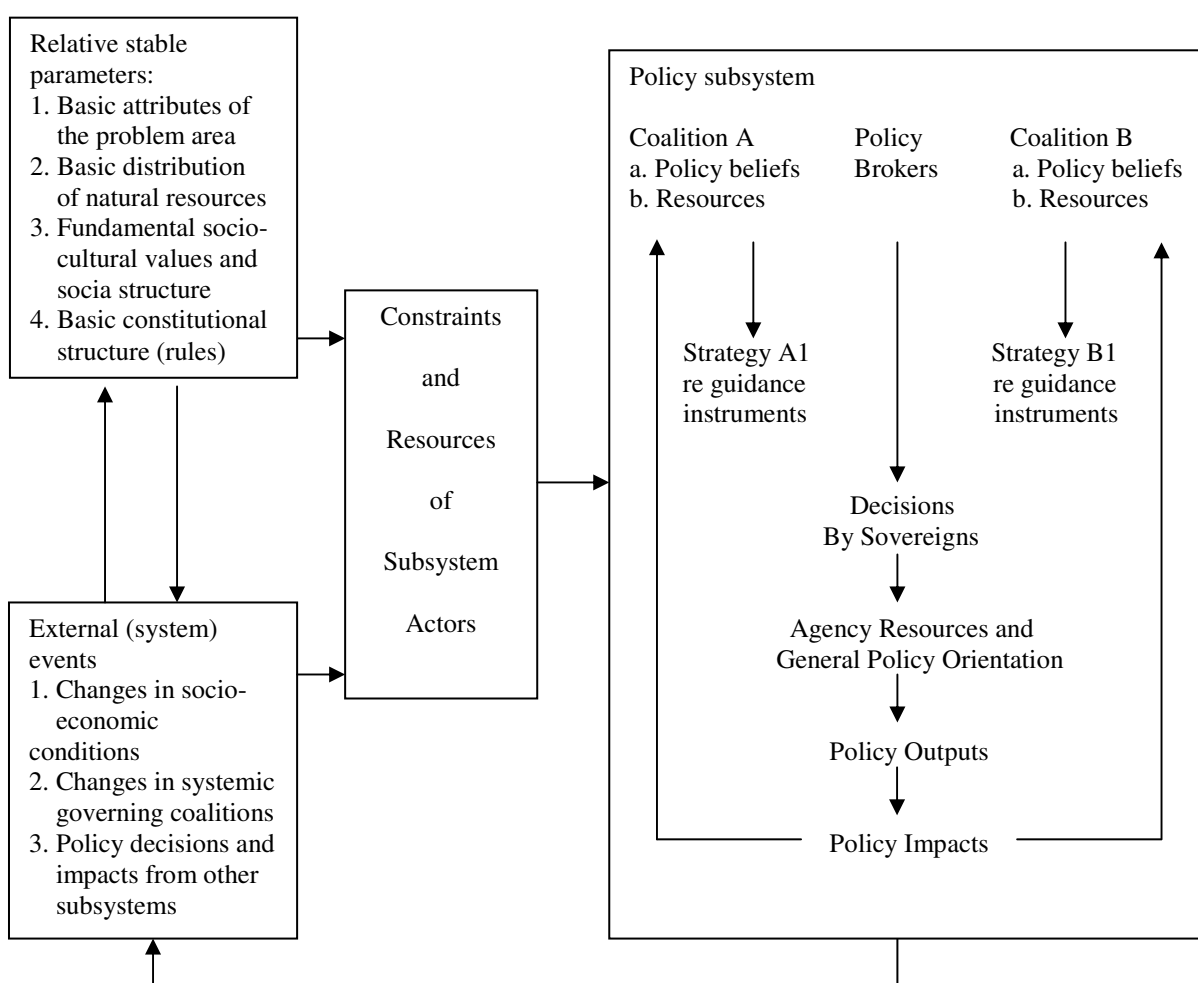 Relative stable
parameters:
1. Basic attributes of
the problem area
2. Basic distribution
of natural resources
3. Fundamental socio-
cultural values and
socia structure
4. Basic constitutional
structure (rules)
External (system)
events
1. Changes in socio-
economic
conditions
2. Changes in systemic
governing coalitions
3. Policy decisions and
impacts from other
subsystems
Constraints
and
Resources
of
Subsystem
Actors
Policy subsystem
Coalition A
a. Policy beliefs
b. Resources
Policy
Brokers
Coalition B
a. Policy beliefs
b. Resources
Strategy A1
re guidance
instruments
Strategy B1
re guidance
instruments
Decisions
By Sovereigns
Agency Resources and
General Policy Orientation
Policy Outputs
Policy Impacts